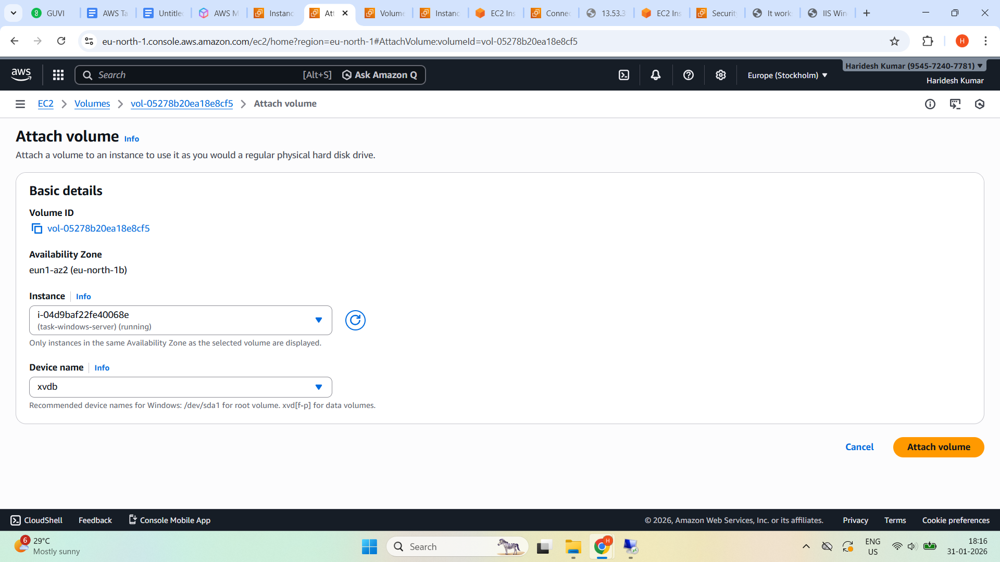 GUVI
AWS Ta
Untitle
AWS M
Instanc
Att
Volume
Instanc
EC2 Ins
Connec
13.53.3
EC2 Ins
Securit
It work
IIS Win
eu-north-1.console.aws.amazon.com/ec2/home?region=eu-north-1#AttachVolume:volumeId=vol-05278b20ea18e8cf5
H
aws
Search
[Alt+S]
Ask Amazon Q
Europe (Stockholm)
Haridesh Kumar (9545-7240-7781)
Haridesh Kumar
EC2
Volumes
vol-05278b20ea18e8cf5
Attach volume
Attach volume Info
Attach a volume to an instance to use it as you would a regular physical hard disk drive.
Basic details
Volume ID
vol-05278b20ea18e8cf5
Availability Zone
eun1-az2 (eu-north-1b)
Instance Info
i-04d9baf22fe40068e
(task-windows-server) (running)
Only instances in the same Availability Zone as the selected volume are displayed.
Device name Info
xvdb
Recommended device names for Windows: /dev/sda1 for root volume. xvd[f-p] for data volumes.
Cancel
Attach volume
CloudShell
Feedback
Console Mobile App
© 2026, Amazon Web Services, Inc. or its affiliates.
Privacy
Terms
Cookie preferences
6
29°C
Mostly sunny
Search
H
ENG
US
18:16
31-01-2026